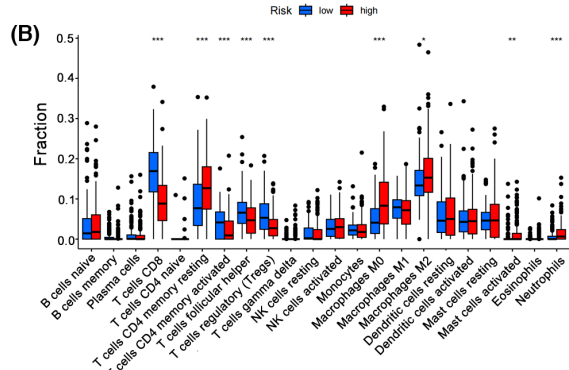 Risk low high
(B)
*** *** *** *** *** *** * ** ***
Fraction
0.5
0.4
0.3
0.2
0.1
0.0
B cells naive
B cells memory
Plasma cells
T cells CD8
T cells CD4 naive
T cells CD4 memory resting
T cells CD4 memory activated
T cells follicular helper
T cells regulatory (Tregs)
T cells gamma delta
NK cells resting
NK cells activated
Monocytes
Macrophages M0
Macrophages M1
Macrophages M2
Dendritic cells resting
Dendritic cells activated
Mast cells resting
Mast cells activated
Eosinophils
Neutrophils